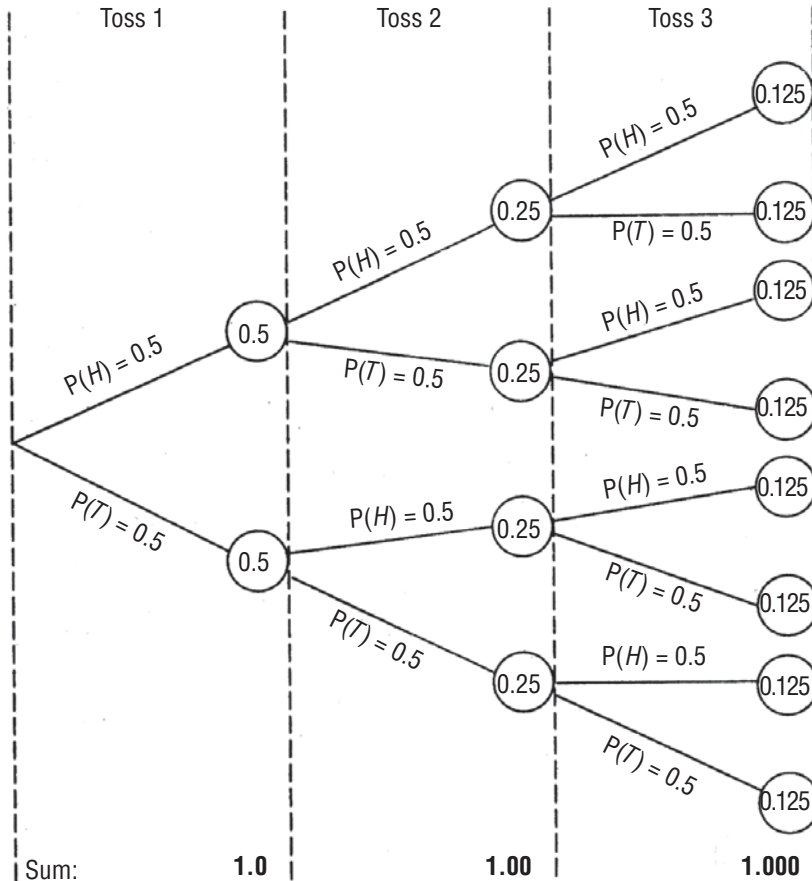 Toss 1 Toss 2 Toss 3
0.125
P(H) = 0.5
0.25
0.125
P(H) = 0.5
P(T) = 0.5
0.125
P(H) = 0.5
0.5
P(H) = 0.5
P(T) = 0.5
0.25
P(T) = 0.5
0.125
0.125
P(H) = 0.5
P(H) = 0.5
P(T) = 0.5
0.25
0.5
P(T) = 0.5
0.125
P(T) = 0.5
P(H) = 0.5
0.25
0.125
P(T) = 0.5
0.125
Sum: 1.0 1.00 1.000